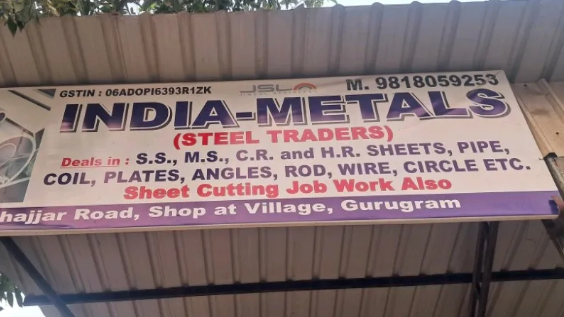 GSTIN : 06ADOPI6393R1ZK JSL M. 9818059253
INDIA-METALS
(STEEL TRADERS)
Deals in : S.S., M.S., C.R. and H.R. SHEETS, PIPE,
COIL, PLATES, ANGLES, ROD, WIRE, CIRCLE ETC.
Sheet Cutting Job Work Also
hajjar Road, Shop at Village, Gurugram